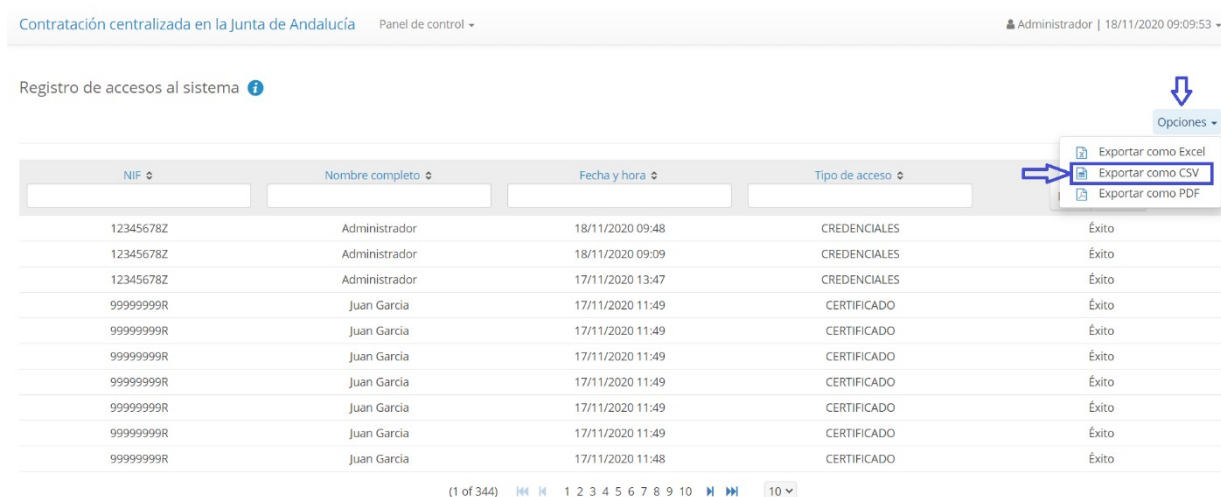 Contratación centralizada en la Junta de Andalucía Panel de control Administrador | 18/11/2020 09:09:53
Registro de accesos al sistema
Opciones
Exportar como Excel
Exportar como CSV
Exportar como PDF
NIF Nombre completo Fecha y hora Tipo de acceso
12345678Z Administrador 18/11/2020 09:48 CREDENCIALES Éxito
12345678Z Administrador 18/11/2020 09:09 CREDENCIALES Éxito
12345678Z Administrador 17/11/2020 13:47 CREDENCIALES Éxito
99999999R Juan Garcia 17/11/2020 11:49 CERTIFICADO Éxito
99999999R Juan Garcia 17/11/2020 11:49 CERTIFICADO Éxito
99999999R Juan Garcia 17/11/2020 11:49 CERTIFICADO Éxito
99999999R Juan Garcia 17/11/2020 11:49 CERTIFICADO Éxito
99999999R Juan Garcia 17/11/2020 11:49 CERTIFICADO Éxito
99999999R Juan Garcia 17/11/2020 11:49 CERTIFICADO Éxito
99999999R Juan Garcia 17/11/2020 11:48 CERTIFICADO Éxito
(1 of 344) 1 2 3 4 5 6 7 8 9 10 10